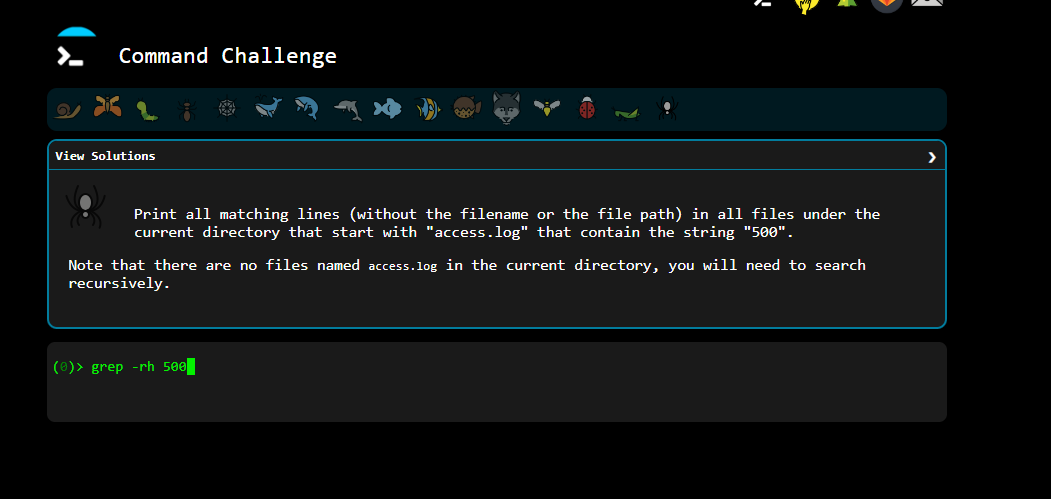 Command Challenge
View Solutions
Print all matching lines (without the filename or the file path) in all files under the
current directory that start with "access.log" that contain the string "500".
Note that there are no files named access.log in the current directory, you will need to search
recursively.
(0)> grep -rh 500